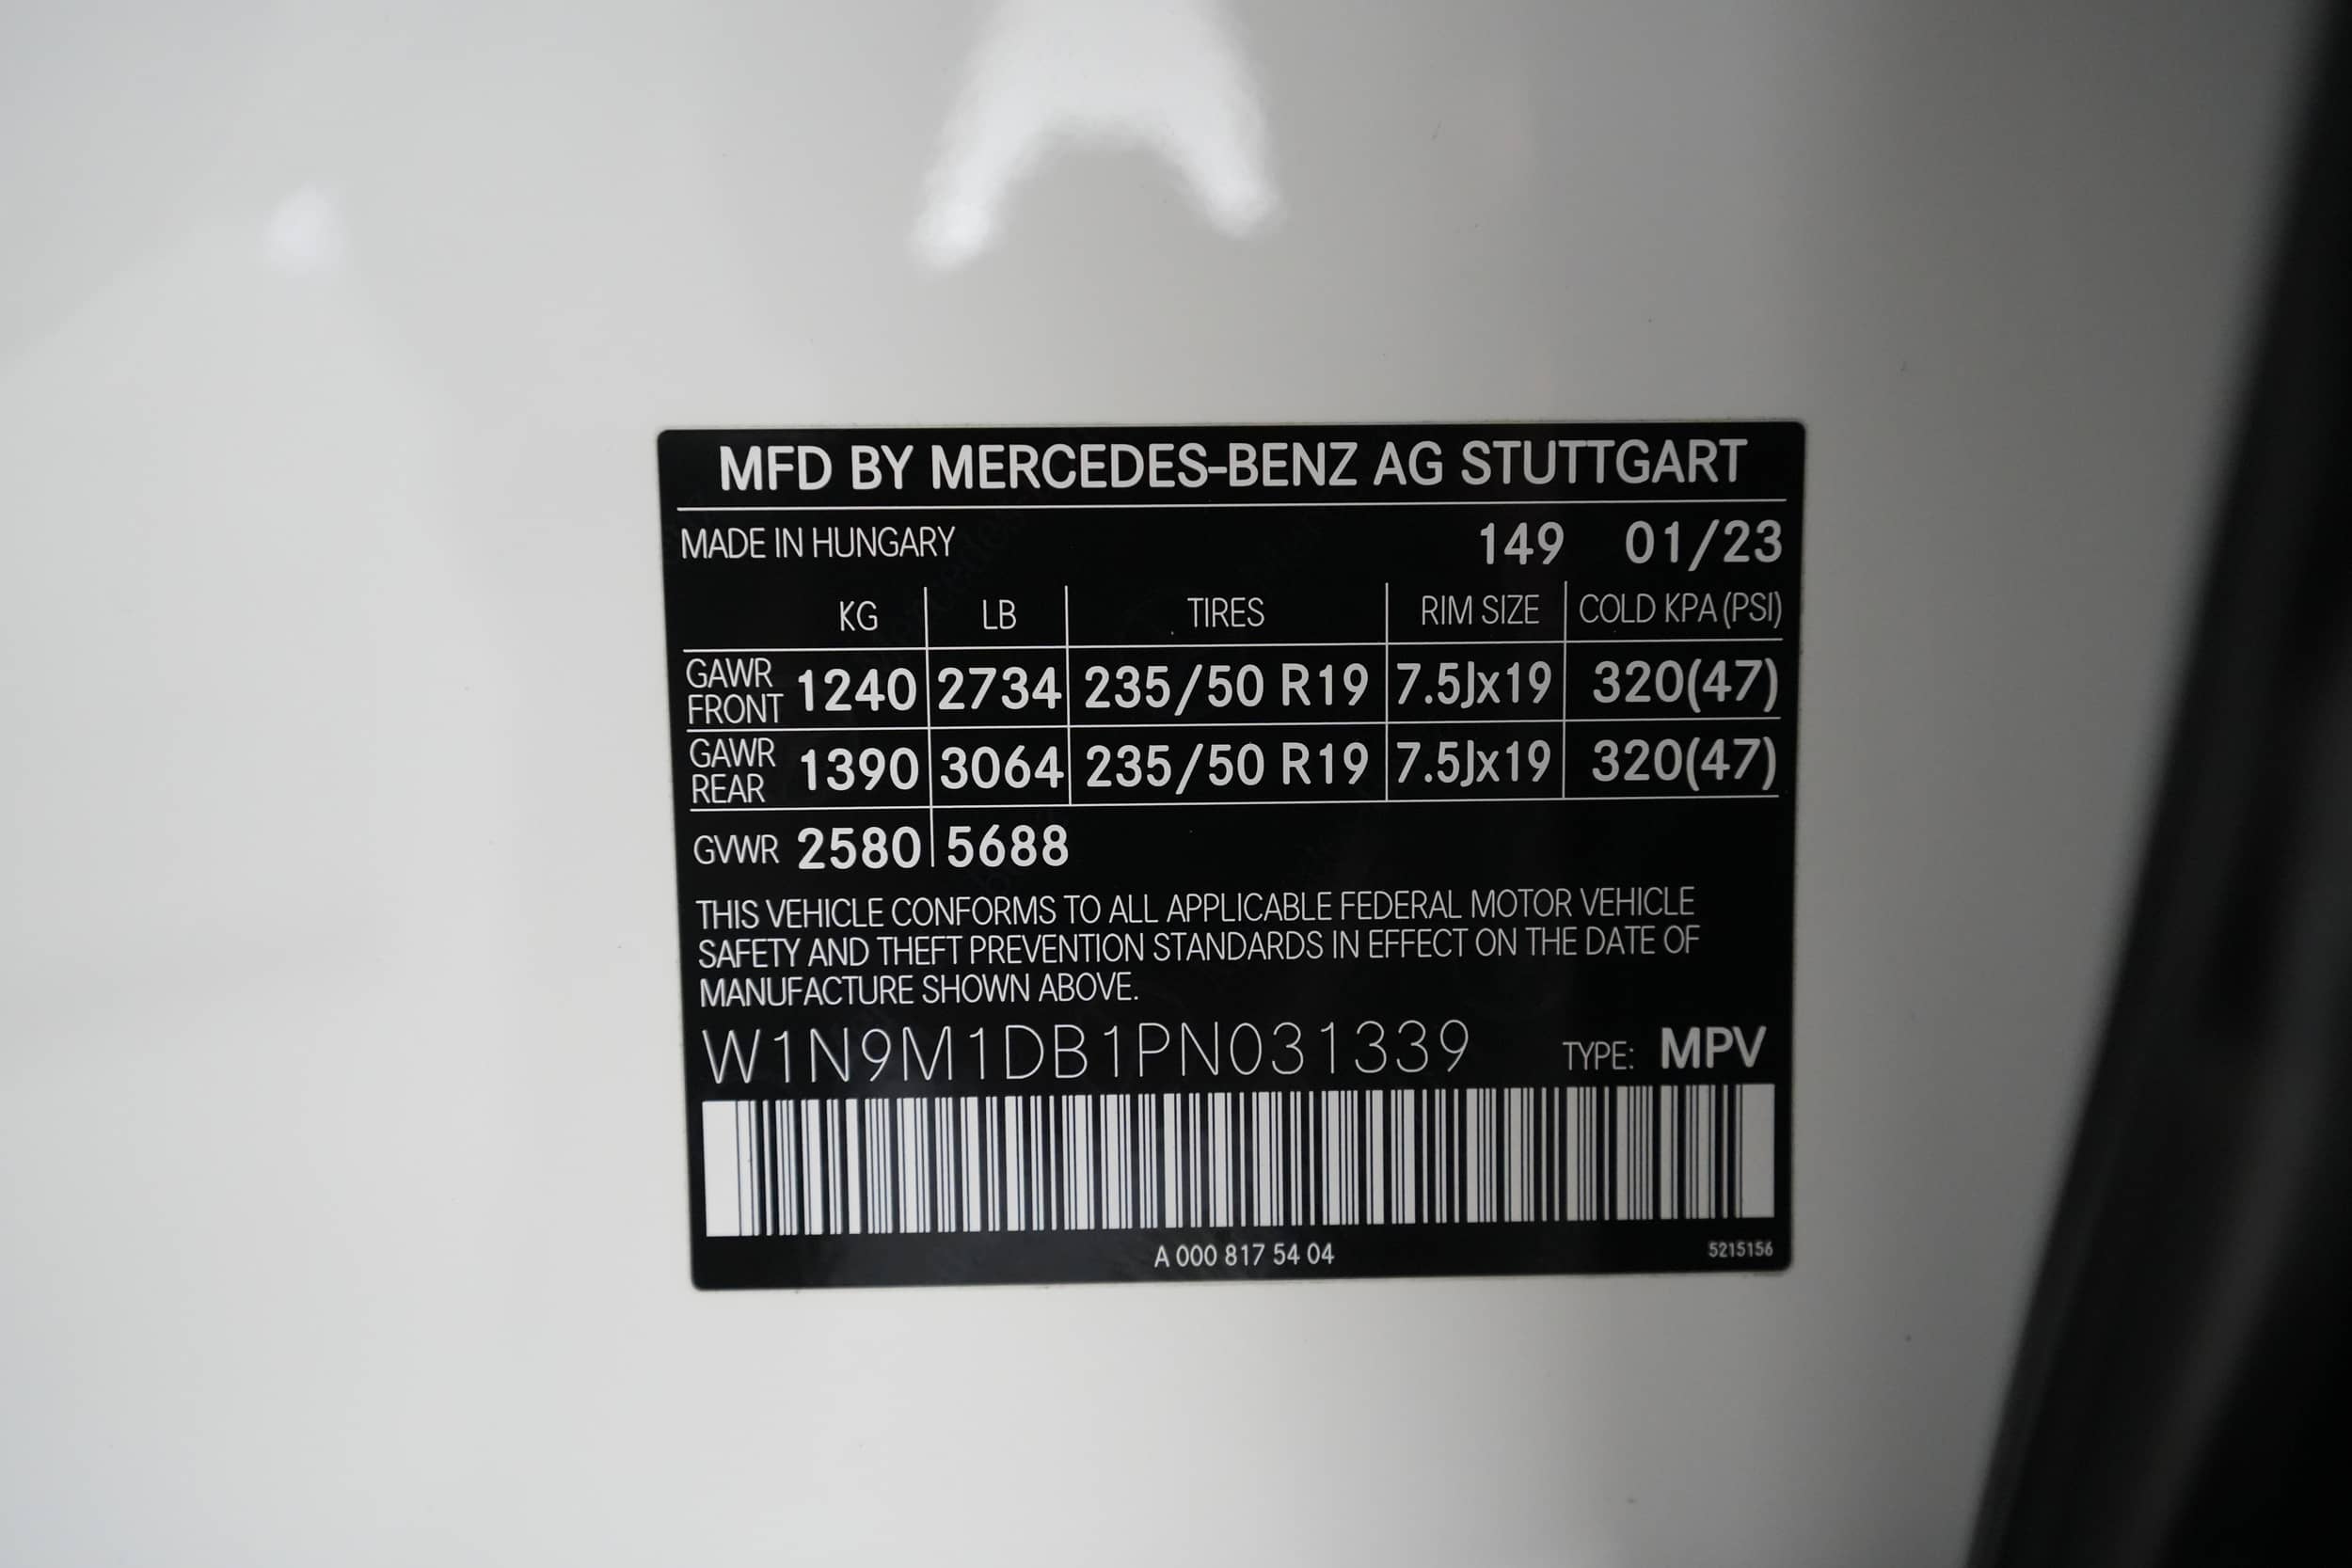 MFD BY MERCEDES-BENZ AG STUTTGART
MADE IN HUNGARY 149 01/23
KG LB TIRES RIM SIZE COLD KPA (PSI)
GAWR FRONT 1240 2734 235/50 R19 7.5Jx19 320(47)
GAWR REAR 1390 3064 235/50 R19 7.5Jx19 320(47)
GVWR 2580 5688
THIS VEHICLE CONFORMS TO ALL APPLICABLE FEDERAL MOTOR VEHICLE
SAFETY AND THEFT PREVENTION STANDARDS IN EFFECT ON THE DATE OF
MANUFACTURE SHOWN ABOVE.
W1N9M1DB1PN031339 TYPE: MPV
A 000 817 54 04 5215156